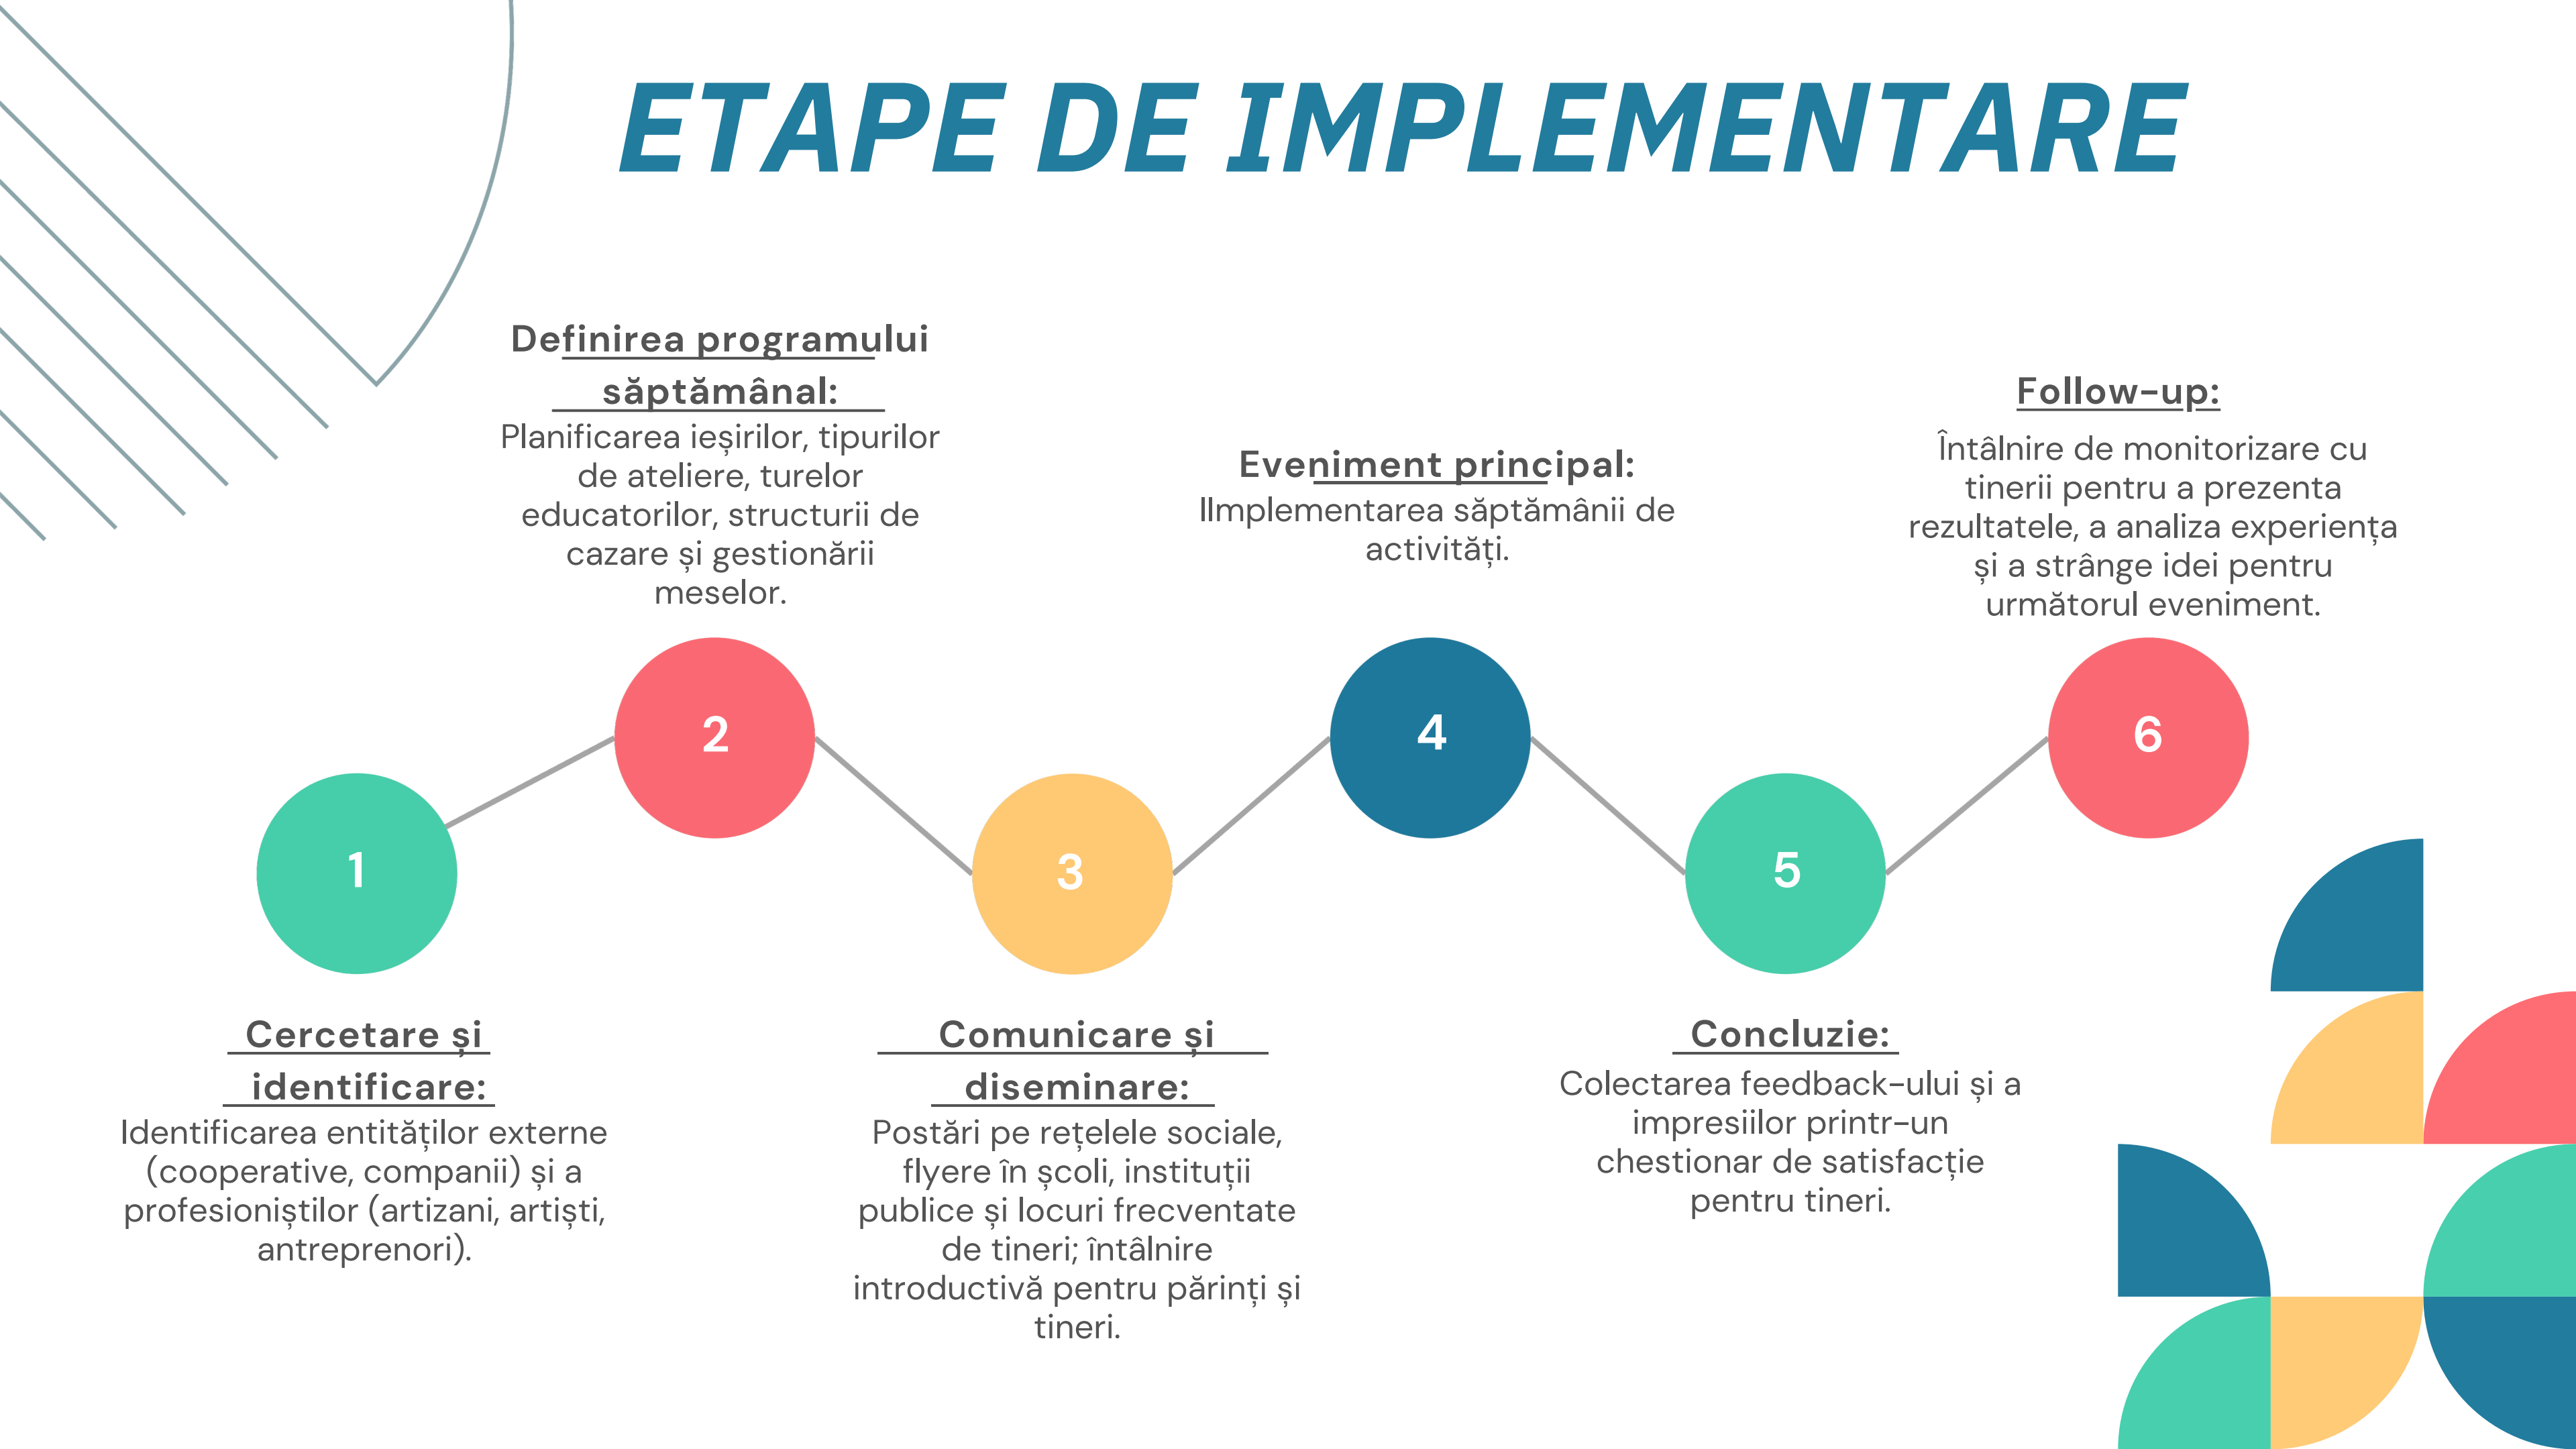 ETAPE DE IMPLEMENTARE
Definirea programului
săptămânal:
Planificarea ieșirilor, tipurilor
de ateliere, turelor
educatorilor, structurii de
cazare și gestionării
meselor.
Eveniment principal:
IImplementarea săptămânii de
activități.
Follow-up:
Întâlnire de monitorizare cu
tinerii pentru a prezenta
rezultatele, a analiza experiența
și a strânge idei pentru
următorul eveniment.
1
2
3
4
5
6
Cercetare și
identificare:
Identificarea entităților externe
(cooperative, companii) și a
profesioniștilor (artizani, artiști,
antreprenori).
Comunicare și
diseminare:
Postări pe rețelele sociale,
flyere în școli, instituții
publice și locuri frecventate
de tineri; întâlnire
introductivă pentru părinți și
tineri.
Concluzie:
Colectarea feedback-ului și a
impresiilor printr-un
chestionar de satisfacție
pentru tineri.